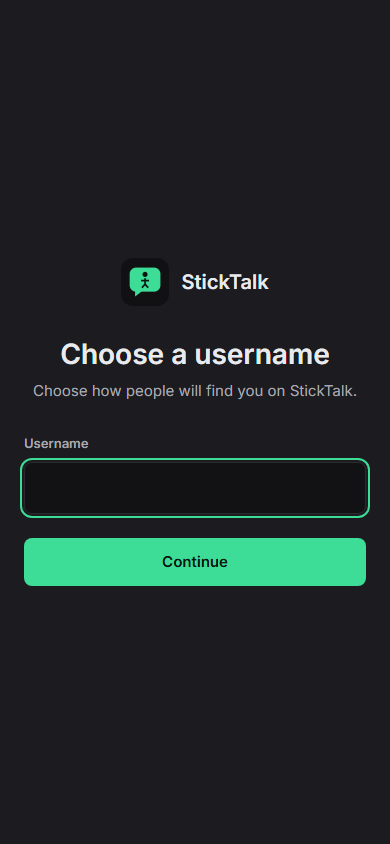 StickTalk
Choose a username
Choose how people will find you on StickTalk.
Username
Continue